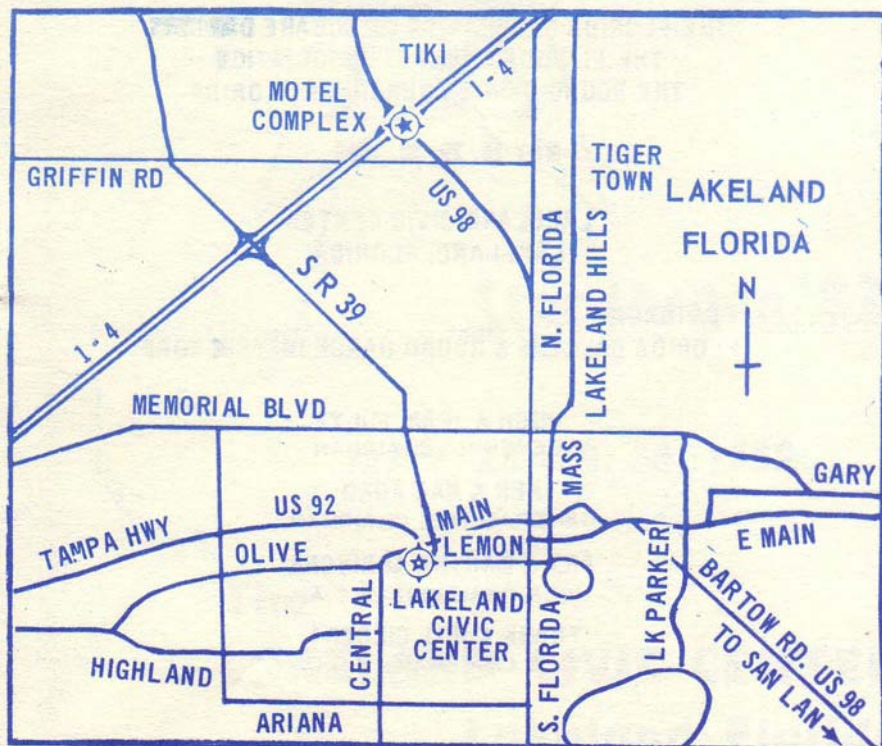 TIKI
MOTEL
COMPLEX
I-4
GRIFFIN RD
US 98
TIGER
TOWN
LAKELAND
FLORIDA
N
S R 39
N. FLORIDA
LAKELAND HILLS
I-4
MEMORIAL BLVD
MASS
GARY
US 92
MAIN
TAMPA HWY
OLIVE
LEMON
E MAIN
CENTRAL
LAKELAND
CIVIC
CENTER
S. FLORIDA
LK PARKER
BARTOW RD. US 98
TO SAN LAN
HIGHLAND
ARIANA